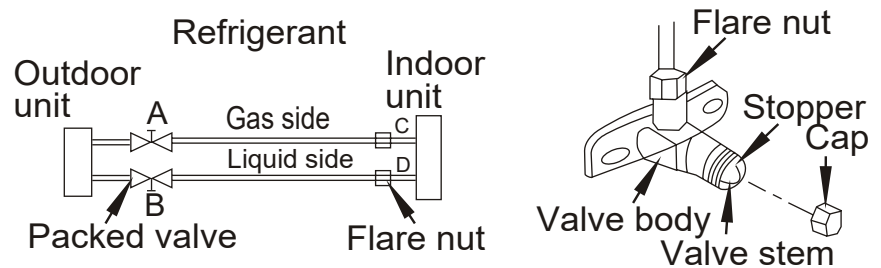 Refrigerant
Outdoor
unit
Indoor
unit
A
Gas side
C
Liquid side
D
B
Packed valve
Flare nut
Flare nut
Stopper
Cap
Valve body
Valve stem